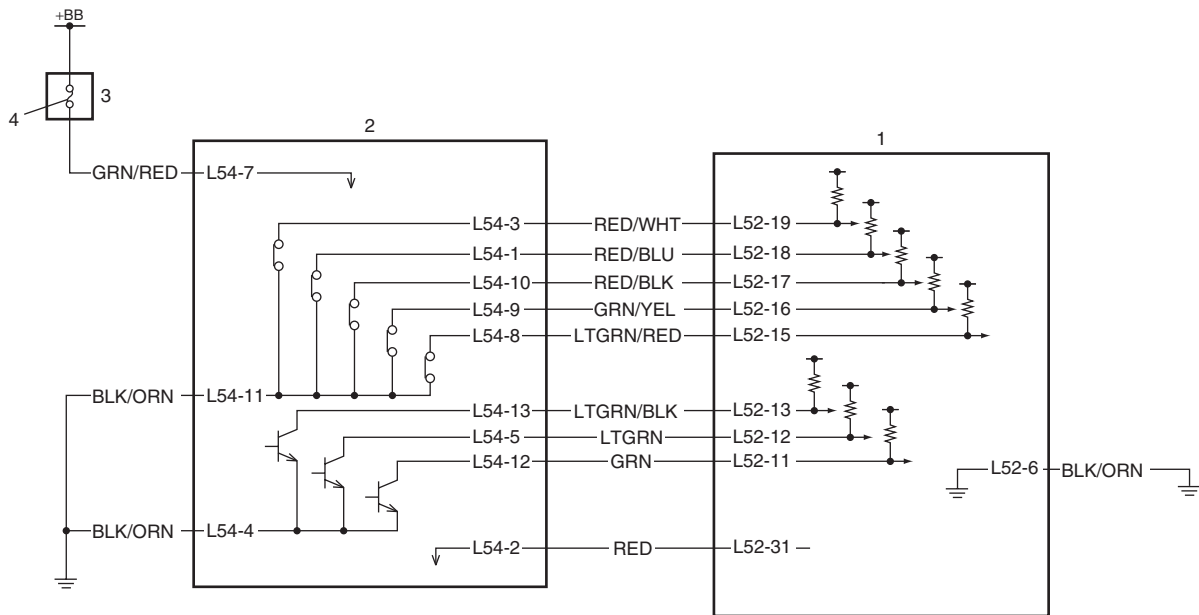 +BB
3
4
2
1
GRN/RED L54-7
L54-3 RED/WHT L52-19
L54-1 RED/BLU L52-18
L54-10 RED/BLK L52-17
L54-9 GRN/YEL L52-16
L54-8 LTGRN/RED L52-15
BLK/ORN L54-11
L54-13 LTGRN/BLK L52-13
L54-5 LTGRN L52-12
L54-12 GRN L52-11
L52-6 BLK/ORN
BLK/ORN L54-4
L54-2 RED L52-31